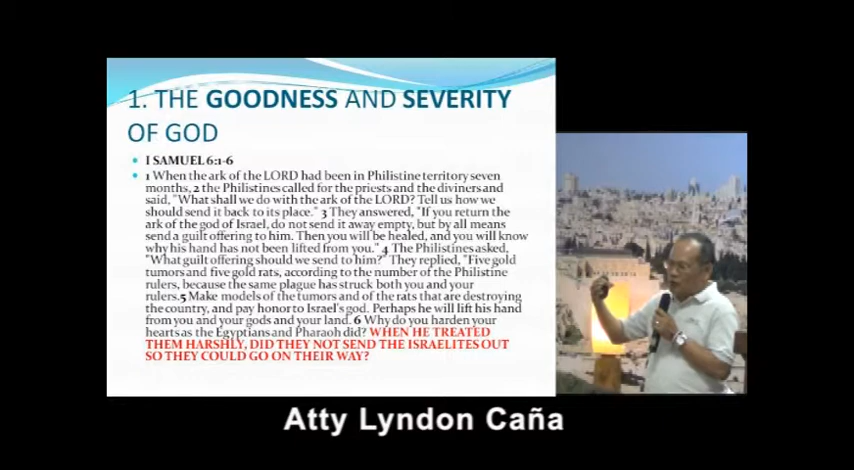 1. THE GOODNESS AND SEVERITY
OF GOD
I SAMUEL 6:1-6
1 When the ark of the LORD had been in Philistine territory seven
months, 2 the Philistines called for the priests and the diviners and
said, "What shall we do with the ark of the LORD? Tell us how we
should send it back to its place." 3 They answered, "If you return the
ark of the god of Israel, do not send it away empty, but by all means
send a guilt offering to him. Then you will be healed, and you will know
why his hand has not been lifted from you." 4 The Philistines asked,
"What guilt offering should we send to him?" They replied, "Five gold
tumors and five gold rats, according to the number of the Philistine
rulers, because the same plague has struck both you and your
rulers.5 Make models of the tumors and of the rats that are destroying
the country, and pay honor to Israel's god. Perhaps he will lift his hand
from you and your gods and your land. 6 Why do you harden your
hearts as the Egyptians and Pharaoh did? WHEN HE TREATED
THEM HARSHLY, DID THEY NOT SEND THE ISRAELITES OUT
SO THEY COULD GO ON THEIR WAY?
Atty Lyndon Caña